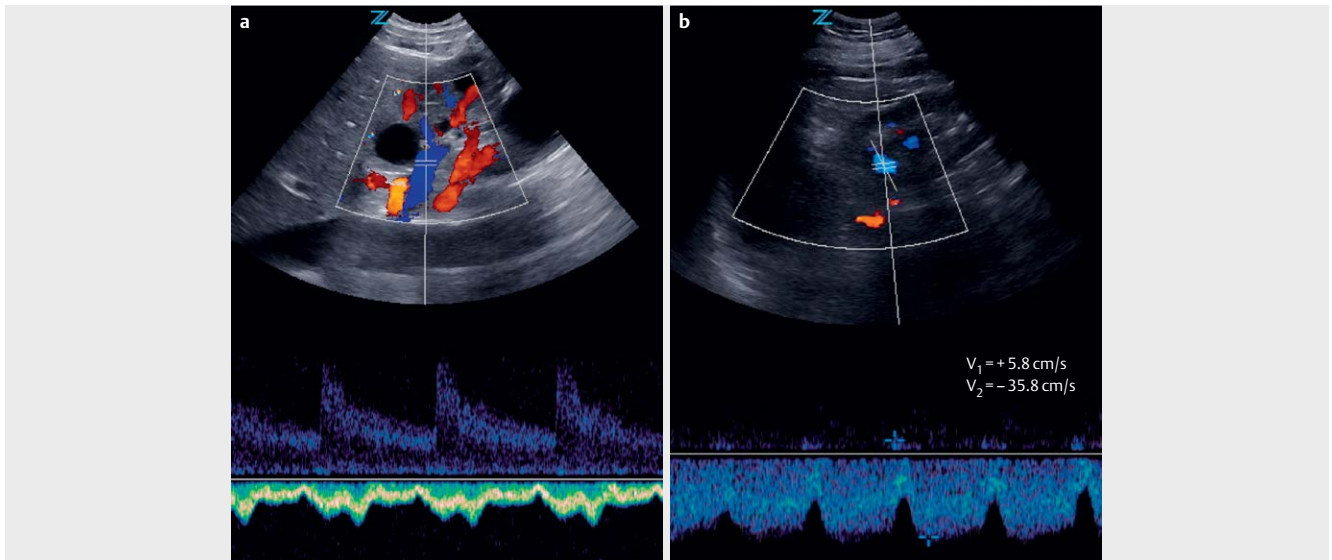 a
b
V1 = + 5.8 cm/s
V2 = − 35.8 cm/s